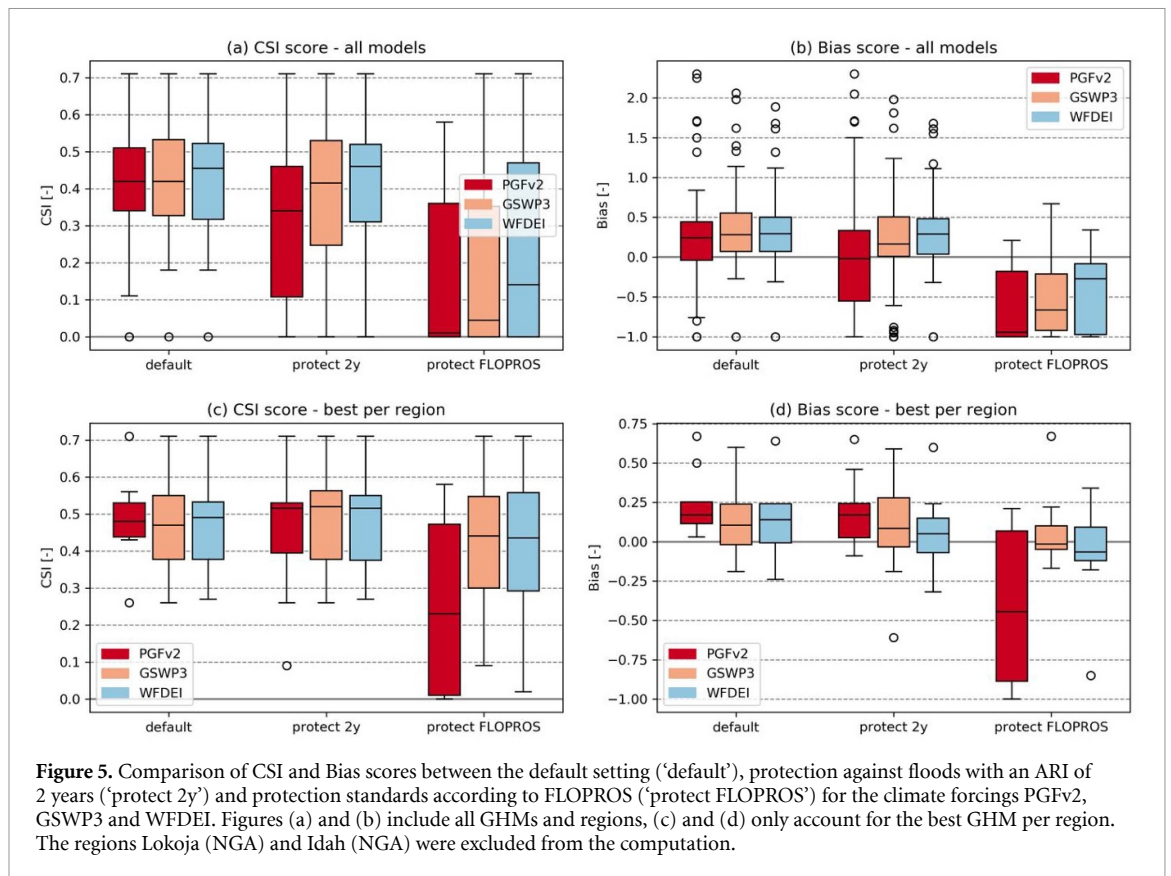 (a) CSI score - all models
CSI [-]
0.7
0.6
0.5
0.4
0.3
0.2
0.1
0.0
PGFv2
GSWP3
WFDEI
default
protect 2y
protect FLOPROS
(b) Bias score - all models
Bias [-]
2.0
1.5
1.0
0.5
0.0
−0.5
−1.0
PGFv2
GSWP3
WFDEI
default
protect 2y
protect FLOPROS
(c) CSI score - best per region
CSI [-]
0.7
0.6
0.5
0.4
0.3
0.2
0.1
0.0
PGFv2
GSWP3
WFDEI
default
protect 2y
protect FLOPROS
(d) Bias score - best per region
Bias [-]
0.75
0.50
0.25
0.00
−0.25
−0.50
−0.75
−1.00
PGFv2
GSWP3
WFDEI
default
protect 2y
protect FLOPROS
Figure 5. Comparison of CSI and Bias scores between the default setting (‘default’), protection against floods with an ARI of
2 years (‘protect 2y’) and protection standards according to FLOPROS (‘protect FLOPROS’) for the climate forcings PGFv2,
GSWP3 and WFDEI. Figures (a) and (b) include all GHMs and regions, (c) and (d) only account for the best GHM per region.
The regions Lokoja (NGA) and Idah (NGA) were excluded from the computation.